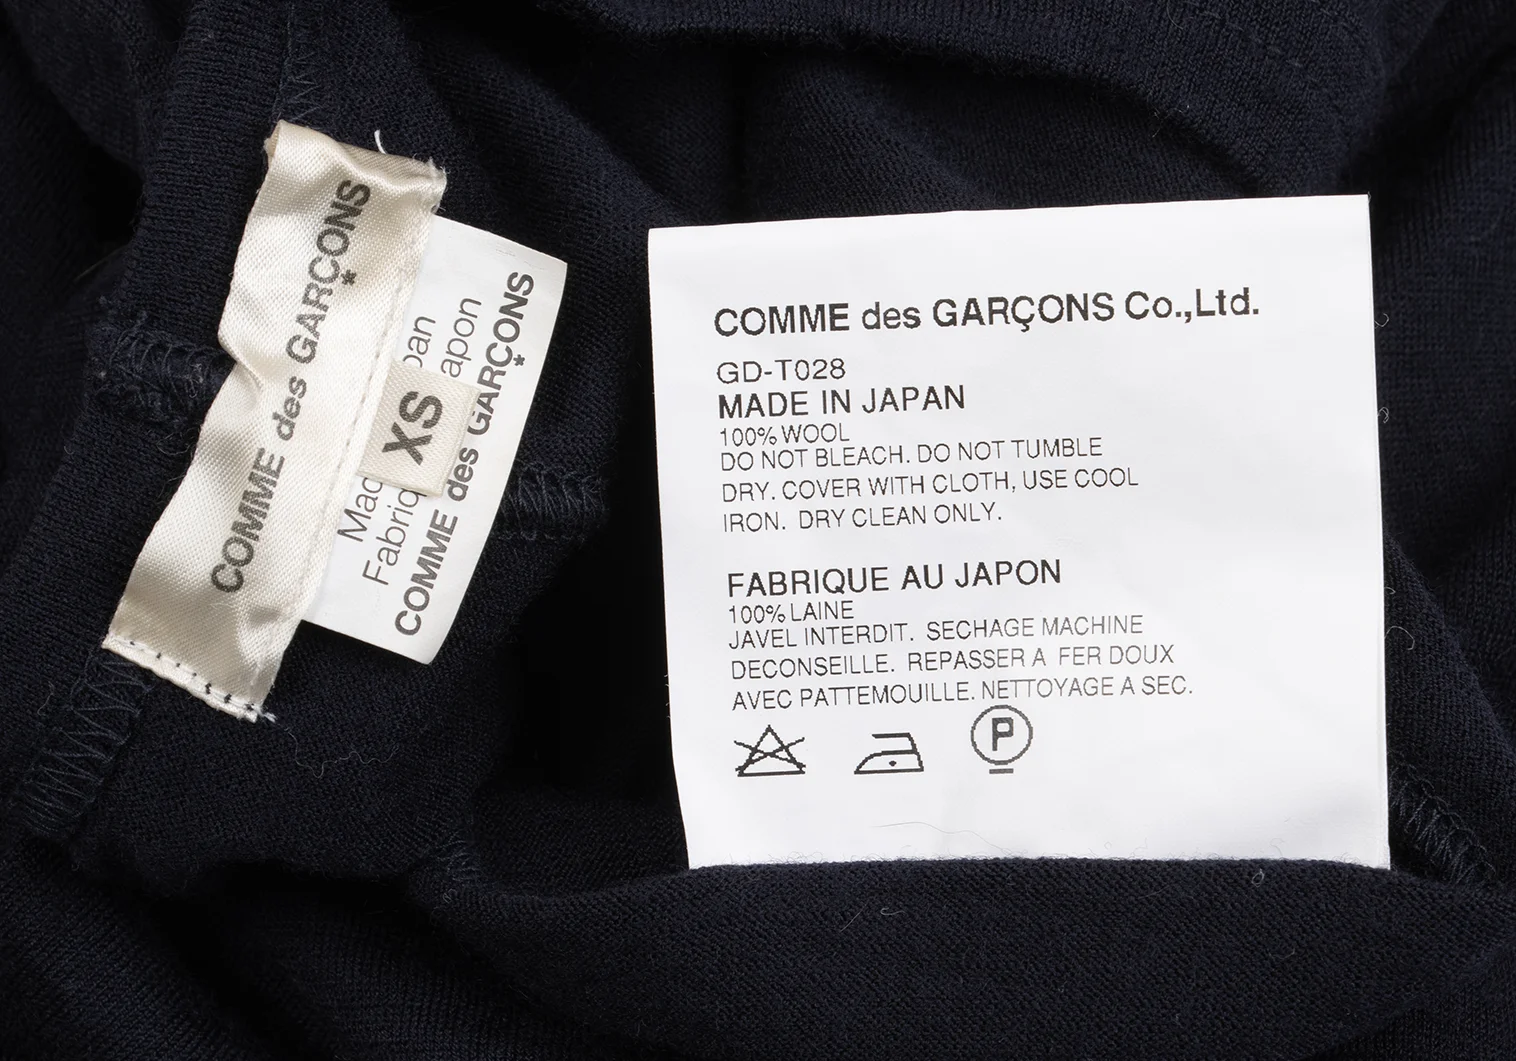 COMME des GARÇONS
XS
COMME des GARÇONS
COMME des GARÇONS Co.,Ltd.
GD-T028
MADE IN JAPAN
100% WOOL
DO NOT BLEACH. DO NOT TUMBLE
DRY. COVER WITH CLOTH, USE COOL
IRON. DRY CLEAN ONLY.
FABRIQUE AU JAPON
100% LAINE
JAVEL INTERDIT. SECHAGE MACHINE
DECONSEILLE. REPASSER A FER DOUX
AVEC PATTEMOUILLE. NETTOYAGE A SEC.
P